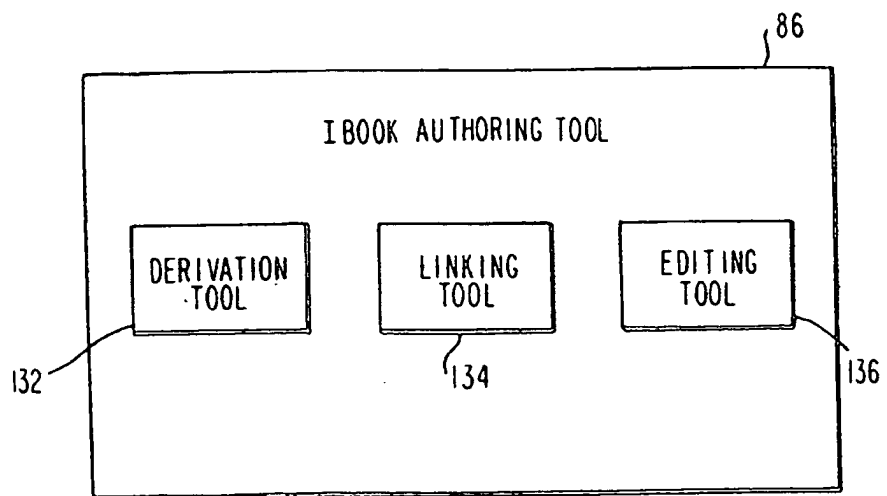 86
IBOOK AUTHORING TOOL
DERIVATION
TOOL
LINKING
TOOL
EDITING
TOOL
132
134
136